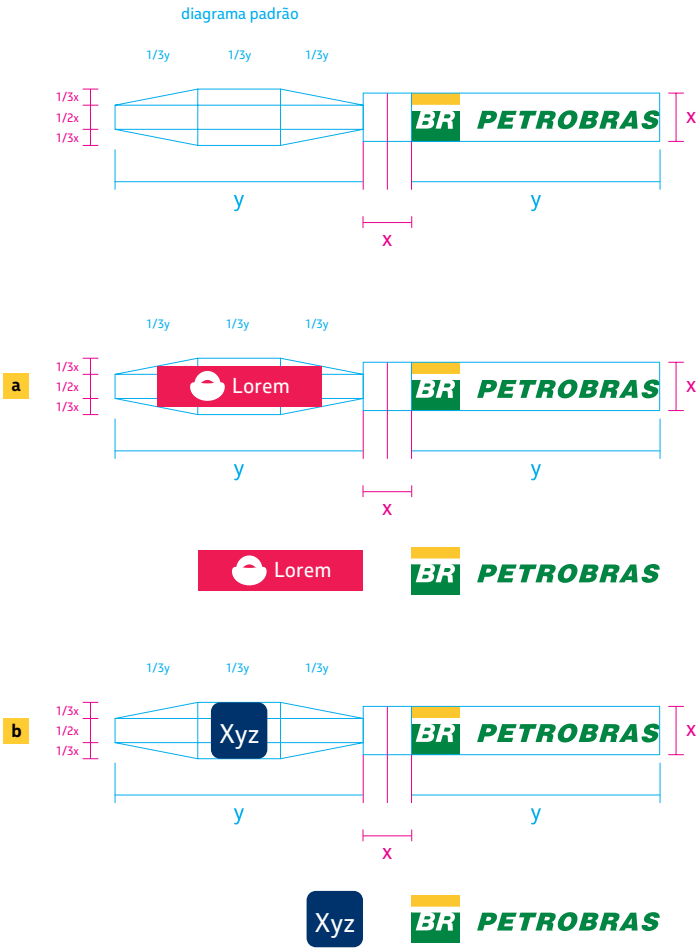 diagrama padrão
1/3y 1/3y 1/3y
1/3x
1/2x
1/3x
BR PETROBRAS
x
y
y
x
1/3y 1/3y 1/3y
a
1/3x
1/2x
1/3x
Lorem
BR PETROBRAS
x
y
y
x
Lorem
BR PETROBRAS
1/3y 1/3y 1/3y
b
1/3x
1/2x
1/3x
Xyz
BR PETROBRAS
x
y
y
x
Xyz
BR PETROBRAS